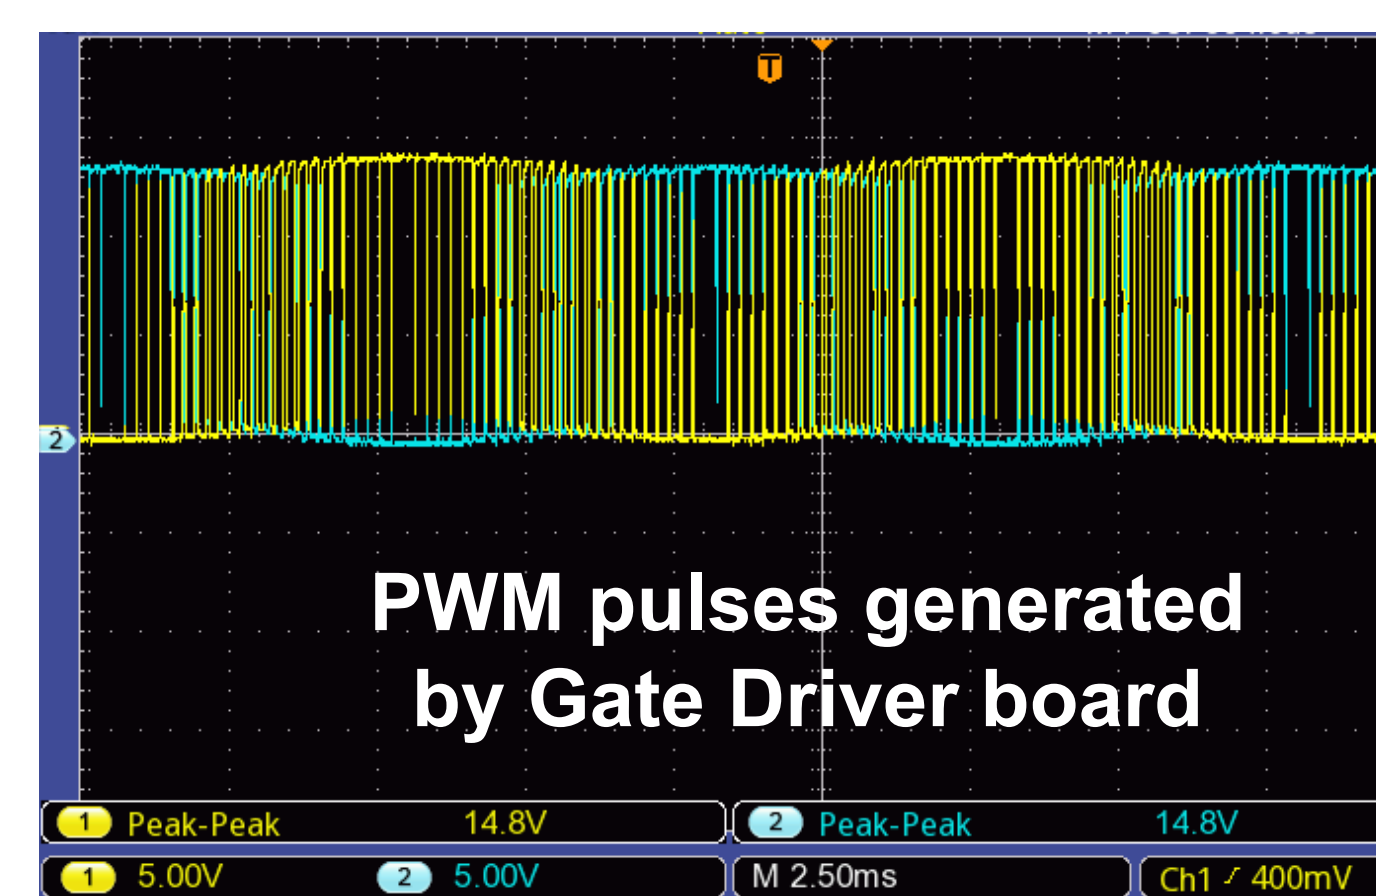 T
2
PWM pulses generated
by Gate Driver board
1 Peak-Peak 14.8V 2 Peak-Peak 14.8V
1 5.00V 2 5.00V M 2.50ms Ch1 400mV